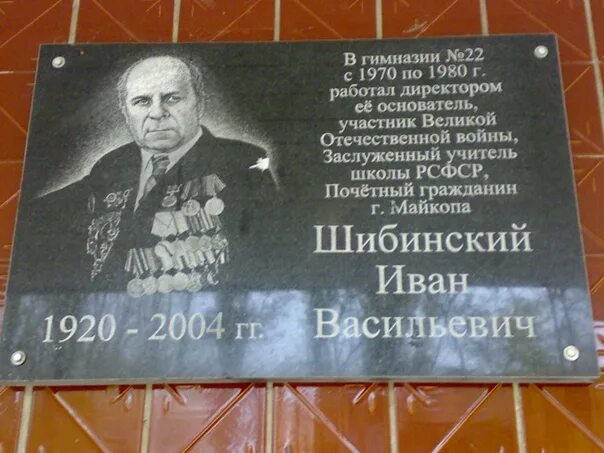 В гимназии №22
с 1970 по 1980 г.
работал директором
её основатель,
участник Великой
Отечественной войны,
Заслуженный учитель
школы РСФСР,
Почётный гражданин
г. Майкопа
Шибинский
Иван
Васильевич
1920 - 2004 гг.